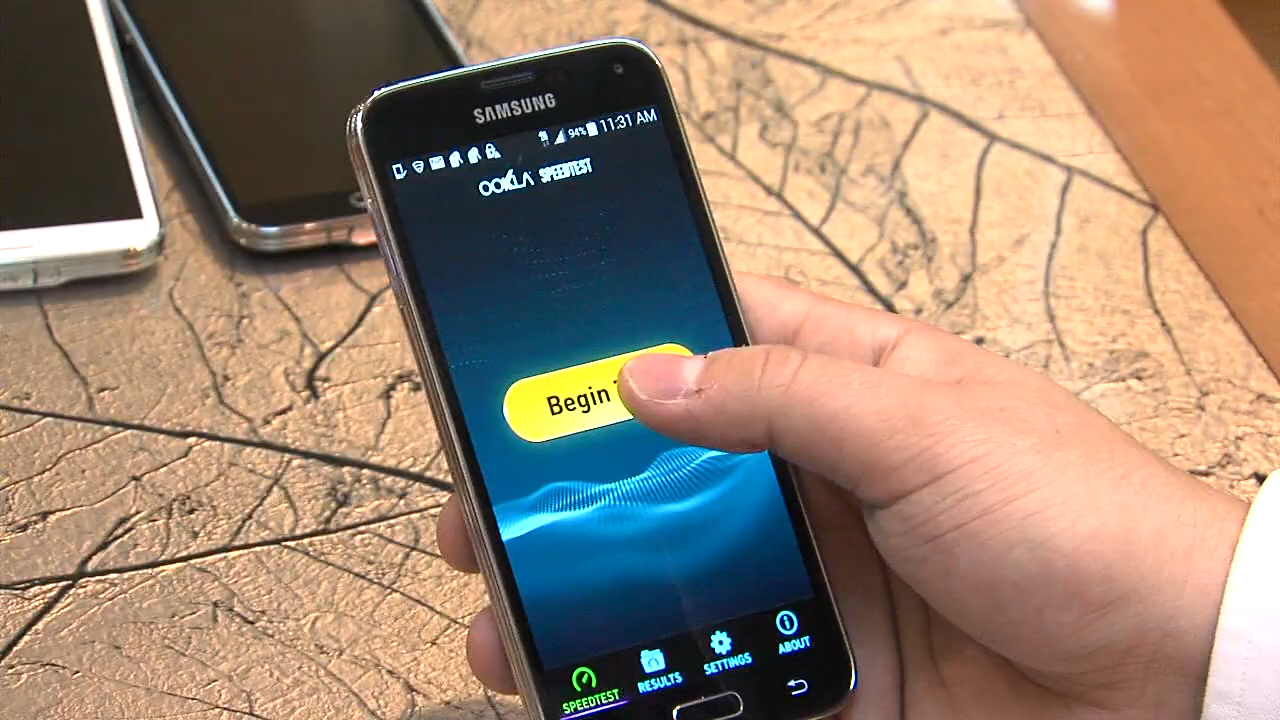 SAMSUNG
94% 11:31 AM
OOKLA SPEEDTEST
Begin
SPEEDTEST
RESULTS
SETTINGS
ABOUT